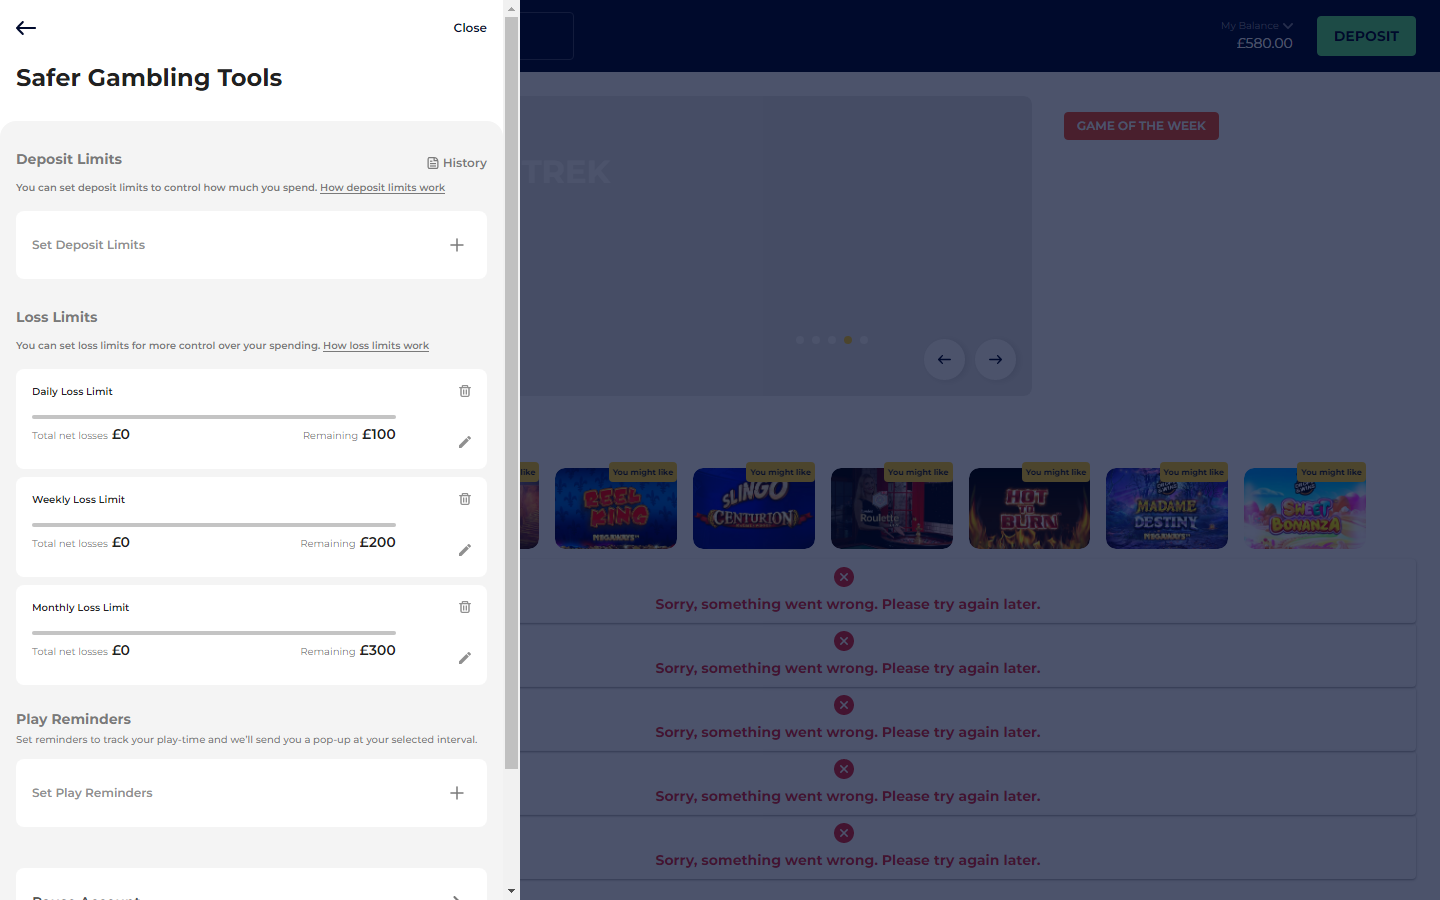 Close
Safer Gambling Tools
Deposit Limits
History
You can set deposit limits to control how much you spend. How deposit limits work
Set Deposit Limits
Loss Limits
You can set loss limits for more control over your spending. How loss limits work
Daily Loss Limit
Total net losses £0
Remaining £100
Weekly Loss Limit
Total net losses £0
Remaining £200
Monthly Loss Limit
Total net losses £0
Remaining £300
Play Reminders
Set reminders to track your play-time and we'll send you a pop-up at your selected interval.
Set Play Reminders
Pause Account
My Balance
£580.00
DEPOSIT
TREK
GAME OF THE WEEK
like
You might like
REEL KING
MEGAWAYS
You might like
SLINGO
CENTURION
You might like
Roulette
You might like
HOT TO BURN
You might like
MADAME DESTINY
MEGAWAYS
You might like
SWEET BONANZA
Sorry, something went wrong. Please try again later.
Sorry, something went wrong. Please try again later.
Sorry, something went wrong. Please try again later.
Sorry, something went wrong. Please try again later.
Sorry, something went wrong. Please try again later.